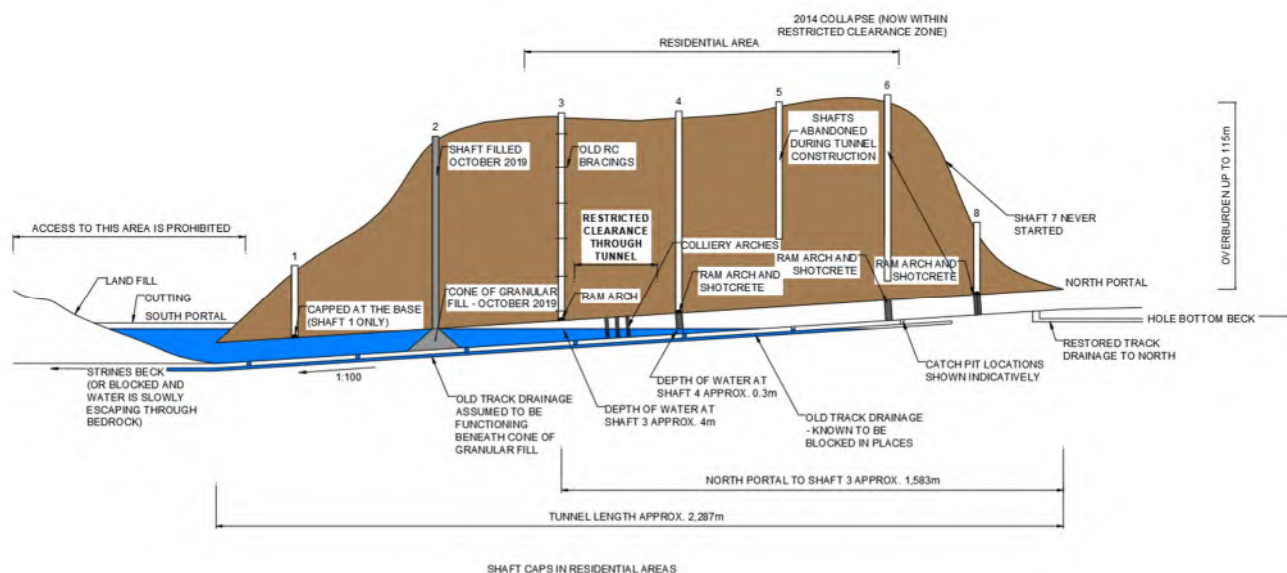 2014 COLLAPSE (NOW WITHIN
RESTRICTED CLEARANCE ZONE)
RESIDENTIAL AREA
1
2
3
4
5
6
8
SHAFT FILLED
OCTOBER 2019
OLD RC
BRACINGS
SHAFTS
ABANDONED
DURING TUNNEL
CONSTRUCTION
OVERBURDEN UP TO 115m
SHAFT 7 NEVER
STARTED
ACCESS TO THIS AREA IS PROHIBITED
RESTRICTED
CLEARANCE
THROUGH
TUNNEL
COLLIERY ARCHES
LAND FILL
CUTTING
SOUTH PORTAL
CAPPED AT THE BASE
(SHAFT 1 ONLY)
CONE OF GRANULAR
FILL - OCTOBER 2019
RAM ARCH
RAM ARCH AND
SHOTCRETE
RAM ARCH AND
SHOTCRETE
RAM ARCH AND
SHOTCRETE
NORTH PORTAL
HOLE BOTTOM BECK
RESTORED TRACK
DRAINAGE TO NORTH
STRINES BECK
(OR BLOCKED AND
WATER IS SLOWLY
ESCAPING THROUGH
BEDROCK)
1:100
OLD TRACK DRAINAGE
ASSUMED TO BE
FUNCTIONING
BENEATH CONE OF
GRANULAR FILL
DEPTH OF WATER AT
SHAFT 3 APPROX. 4m
DEPTH OF WATER AT
SHAFT 4 APPROX. 0.3m
OLD TRACK DRAINAGE
- KNOWN TO BE
BLOCKED IN PLACES
CATCH PIT LOCATIONS
SHOWN INDICATIVELY
NORTH PORTAL TO SHAFT 3 APPROX. 1,583m
TUNNEL LENGTH APPROX. 2,287m
SHAFT CAPS IN RESIDENTIAL AREAS